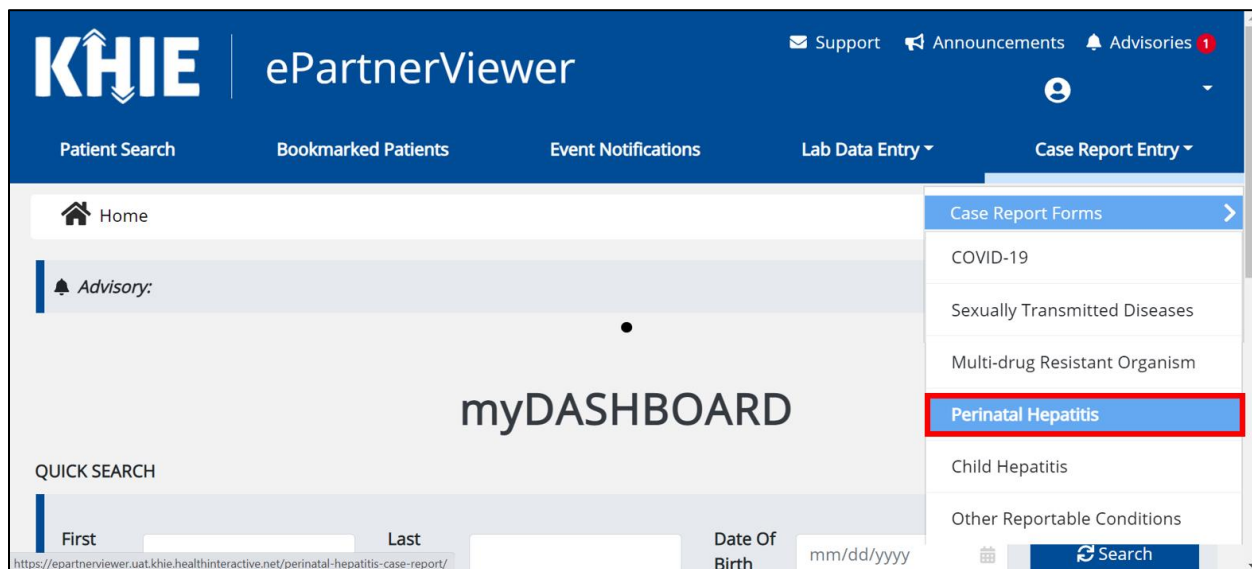 KHIE ePartnerViewer
Support Announcements Advisories 1
Patient Search Bookmarked Patients Event Notifications Lab Data Entry Case Report Entry
Home
Case Report Forms
COVID-19
Advisory:
Sexually Transmitted Diseases
Multi-drug Resistant Organism
myDASHBOARD
Perinatal Hepatitis
QUICK SEARCH
Child Hepatitis
Other Reportable Conditions
First Last Date Of
Birth mm/dd/yyyy Search
https://epartnerviewer.uat.khie.healthinteractive.net/perinatal-hepatitis-case-report/